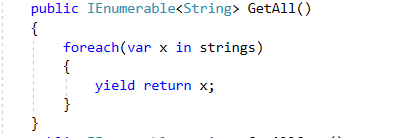 public IEnumerable<String> GetAll()
{
foreach(var x in strings)
{
yield return x;
}
}